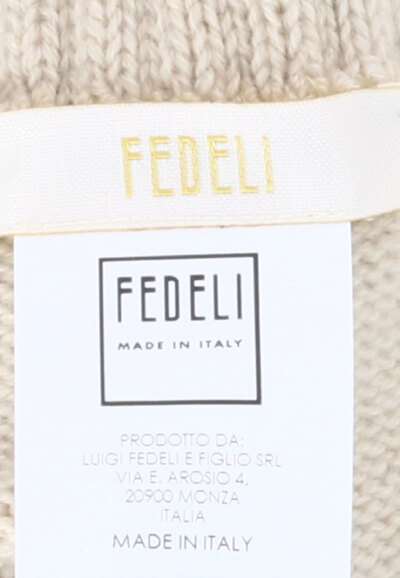 FEDELI
FEDELI
MADE IN ITALY
PRODOTTO DA:
LUIGI FEDELI E FIGLIO SRL
VIA E. AROSIO 4,
20900 MONZA
ITALIA
MADE IN ITALY